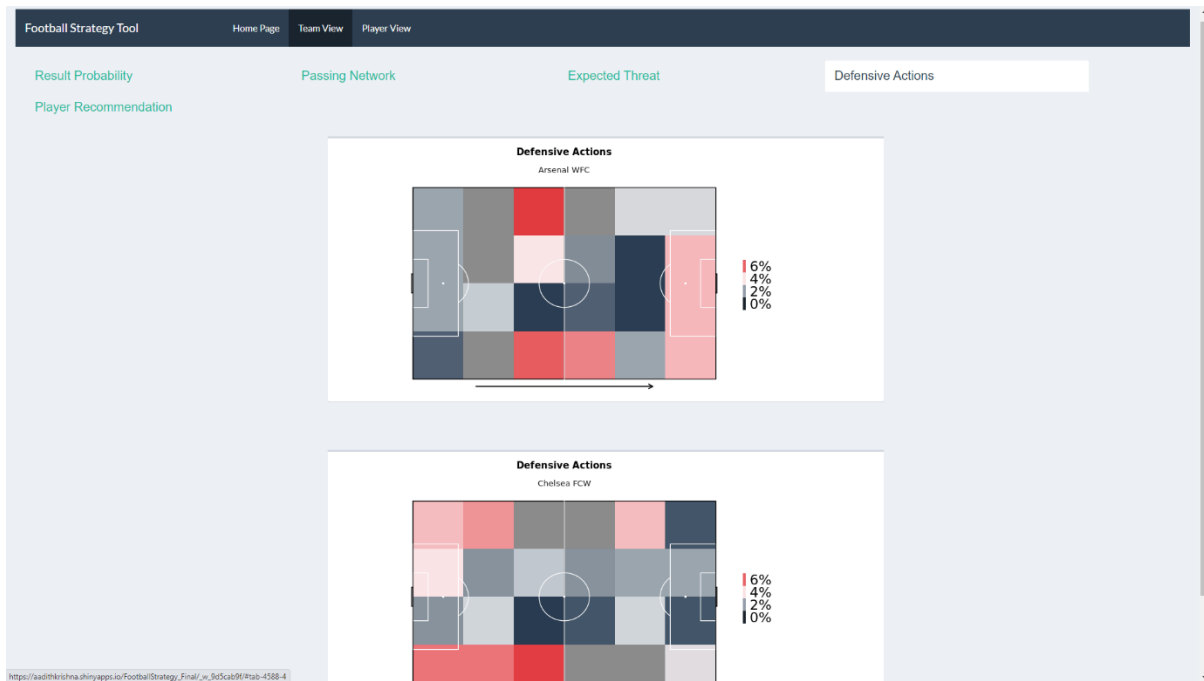 Football Strategy Tool Home Page Team View Player View
Result Probability Passing Network Expected Threat Defensive Actions
Player Recommendation
Defensive Actions
Arsenal WFC
6%
4%
2%
0%
Defensive Actions
Chelsea FCW
6%
4%
2%
0%
https://aadithkrishna.shinyapps.io/FootballStrategy_Final/_w_9d5cab9f/#tab-4588-4